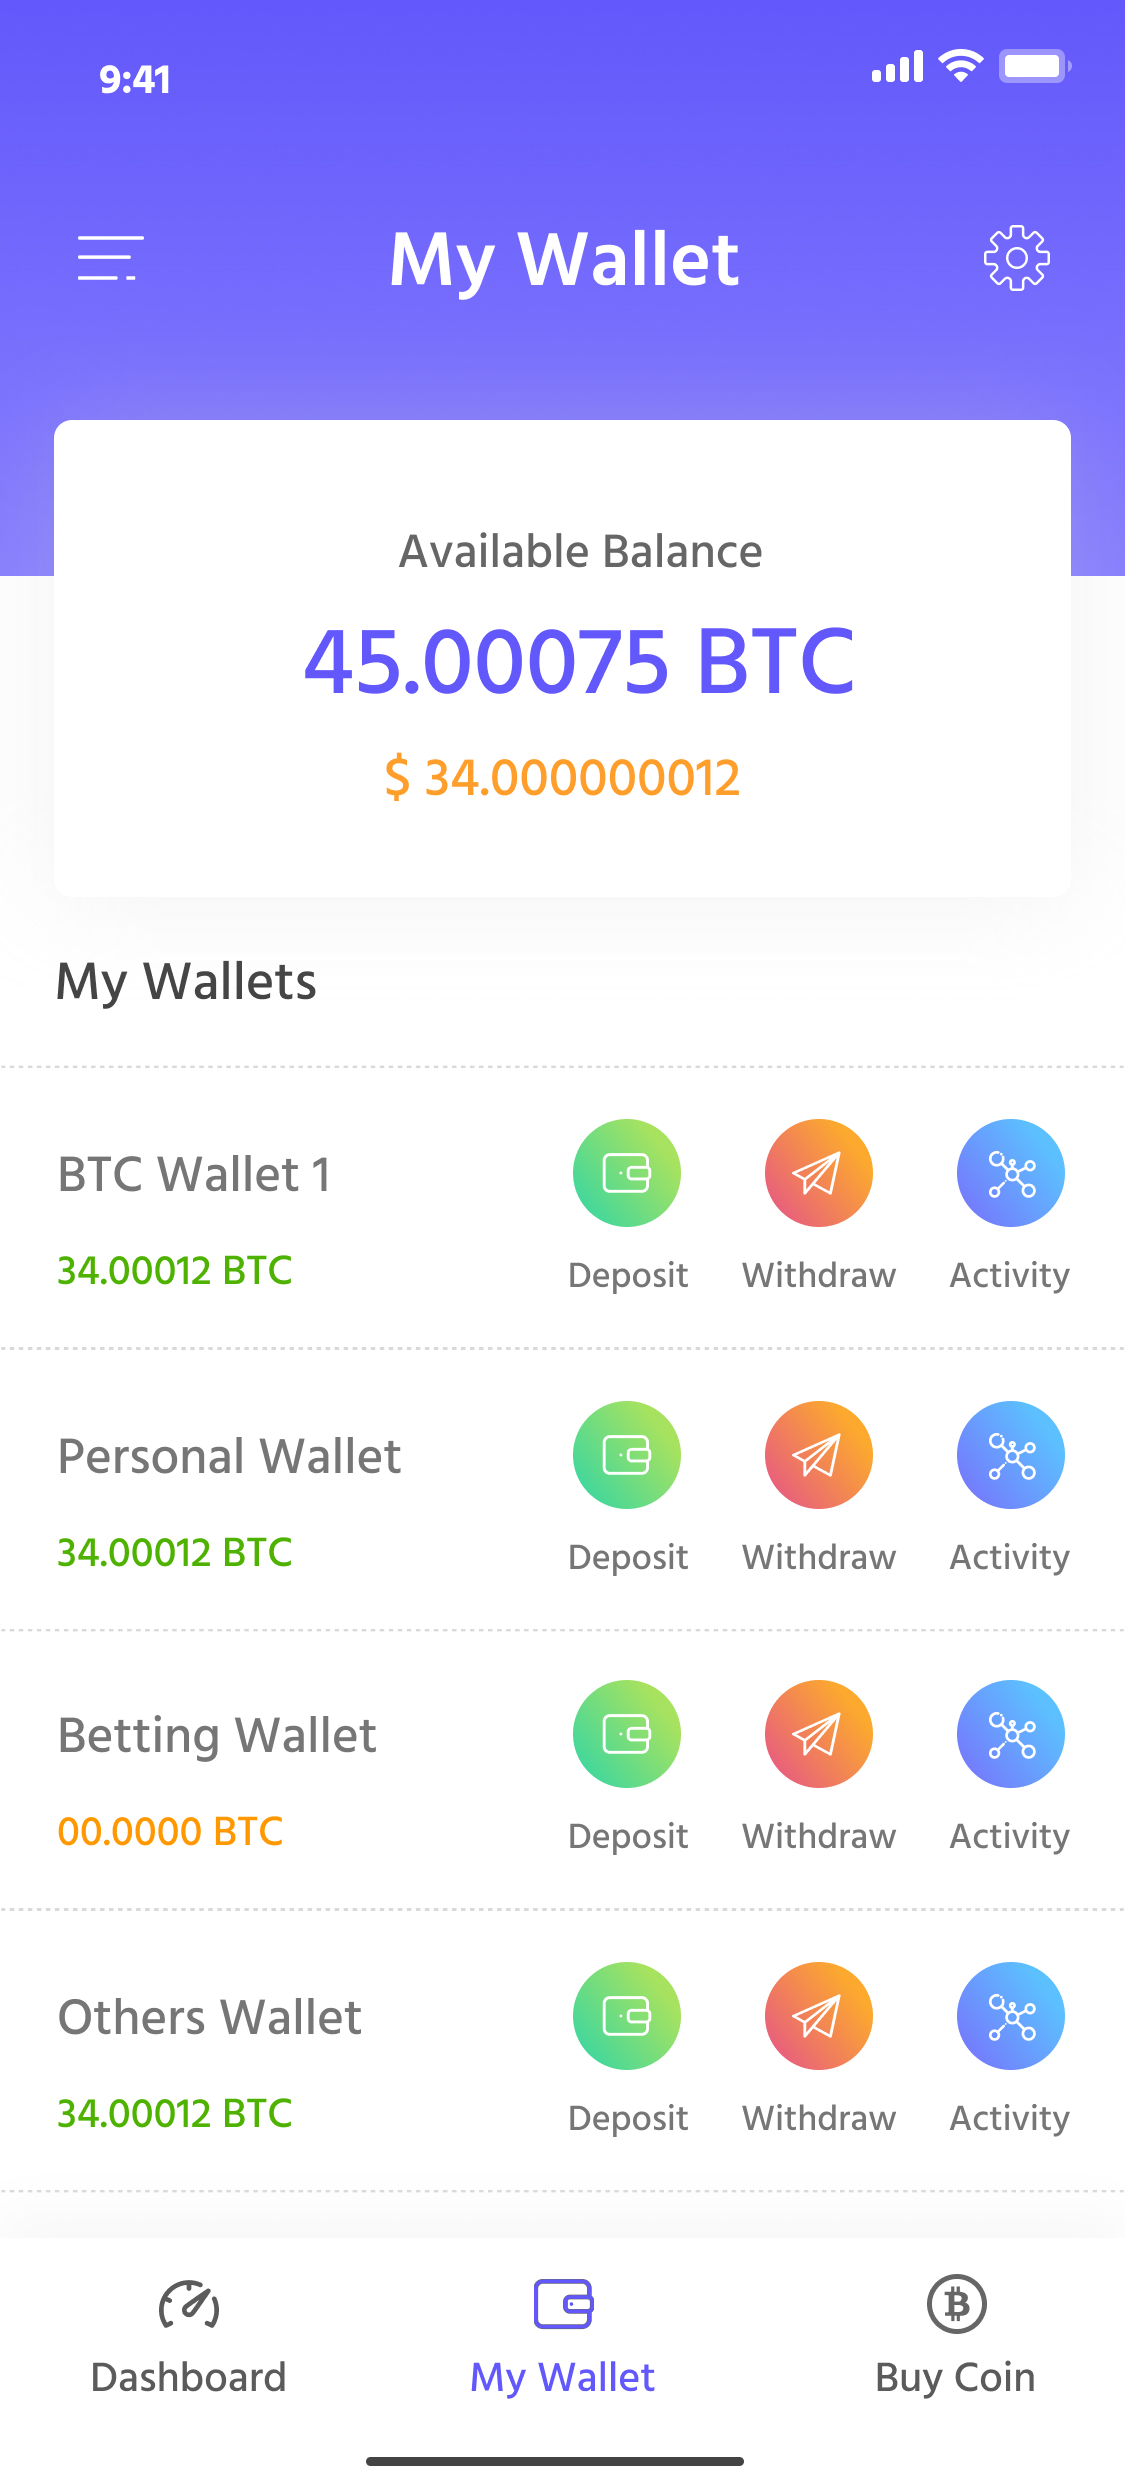 9:41
My Wallet
Available Balance
45.00075 BTC
$ 34.000000012
My Wallets
BTC Wallet 1
34.00012 BTC
Deposit
Withdraw
Activity
Personal Wallet
34.00012 BTC
Deposit
Withdraw
Activity
Betting Wallet
00.0000 BTC
Deposit
Withdraw
Activity
Others Wallet
34.00012 BTC
Deposit
Withdraw
Activity
Dashboard
My Wallet
Buy Coin